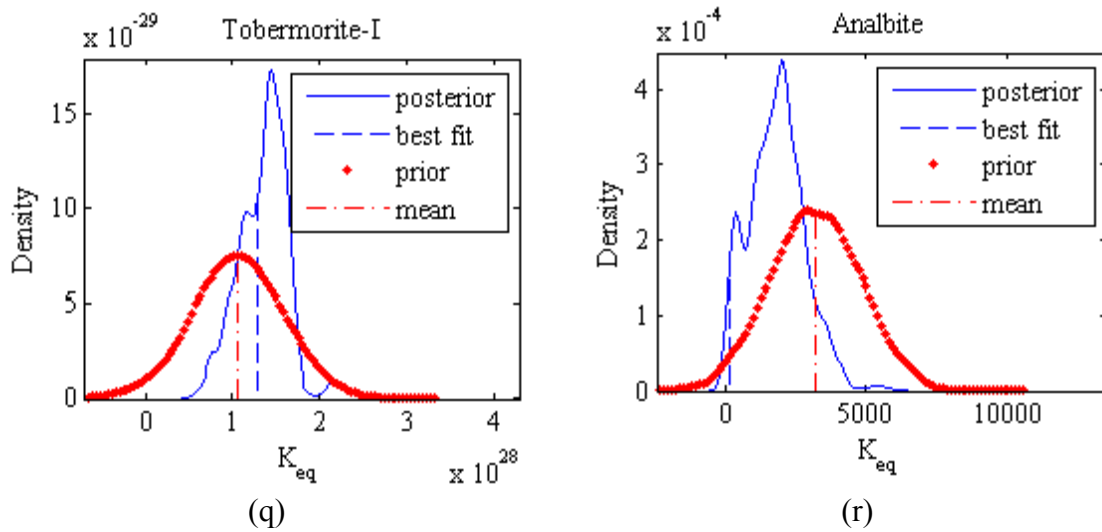 x 10^-29
Tobermorite-I
15
10
5
0
Density
posterior
best fit
prior
mean
0
1
2
3
4
K_eq
x 10^28
(q)
x 10^-4
Analbite
4
3
2
1
0
Density
posterior
best fit
prior
mean
0
5000
10000
K_eq
(r)